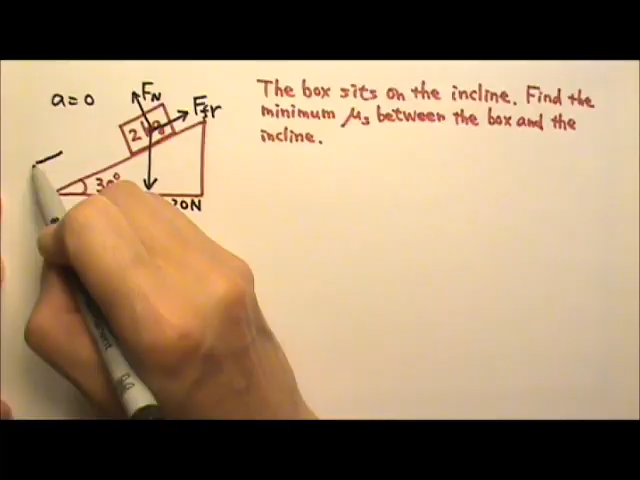 The box sits on the incline. Find the
minimum μs between the box and the
incline.
a=0
FN
Ffr
2kg
30°
20N